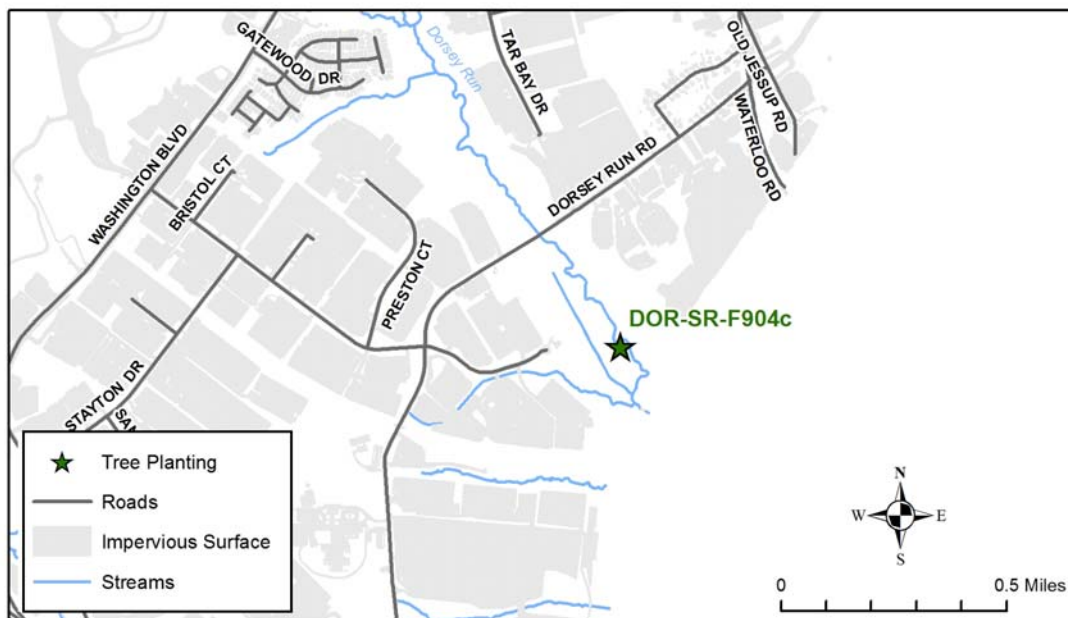 GATEWOOD DR
Dorsey Run
TAR BAY DR
OLD JESSUP RD
WATERLOO RD
DORSEY RUN RD
WASHINGTON BLVD
BRISTOL CT
PRESTON CT
DOR-SR-F904c
STAYTON DR
SAN
Tree Planting
Roads
Impervious Surface
Streams
N
W E
S
0 0.5 Miles